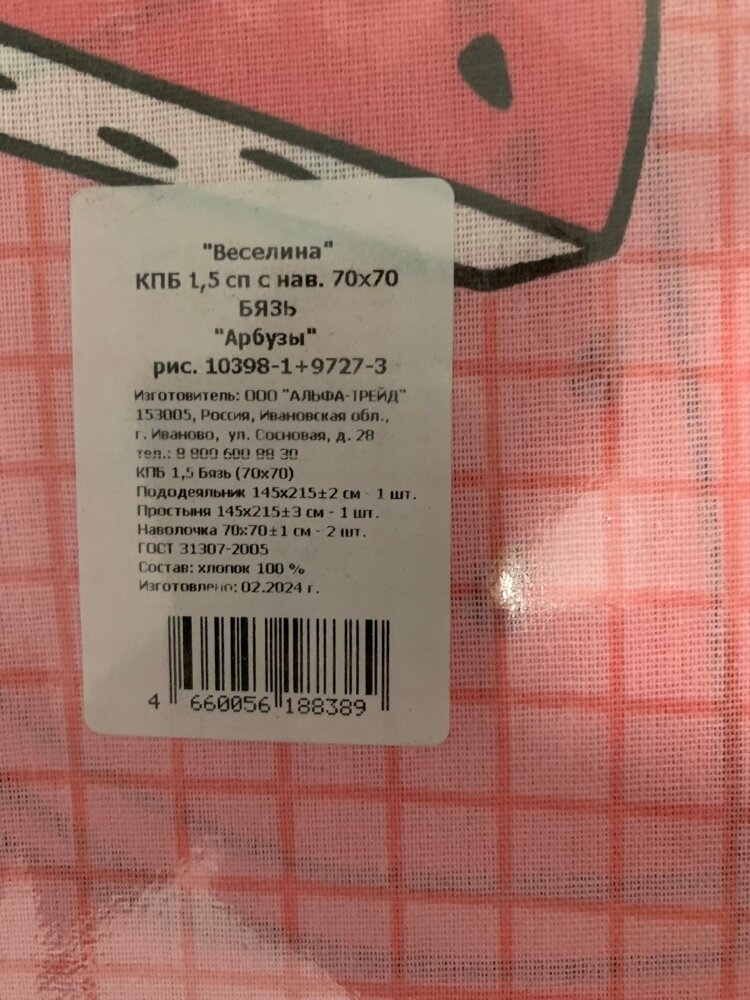 "Веселина"
КПБ 1,5 сп с нав. 70х70
БЯЗЬ
"Арбузы"
рис. 10398-1+9727-3
Изготовитель: ООО "АЛЬФА-ТРЕЙД"
153005, Россия, Ивановская обл.,
г. Иваново, ул. Сосновая, д. 28
тел.: 8 800 600 88 30
КПБ 1,5 Бязь (70х70)
Пододеяльник 145х215±2 см - 1 шт.
Простыня 145х215±3 см - 1 шт.
Наволочка 70х70±1 см - 2 шт.
ГОСТ 31307-2005
Состав: хлопок 100 %
Изготовлено: 02.2024 г.
4 660056 188389